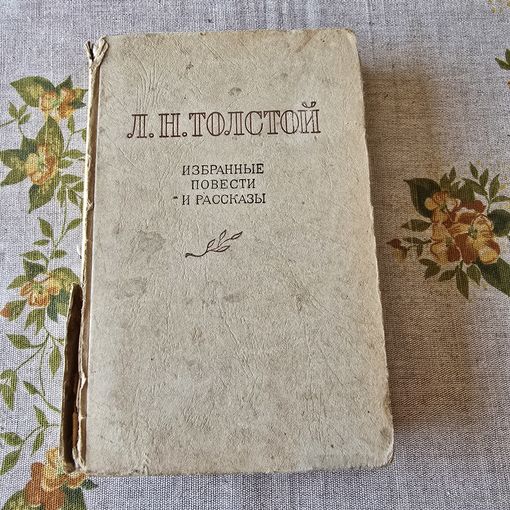 Л. Н. ТОЛСТОЙ
ИЗБРАННЫЕ
ПОВЕСТИ
И РАССКАЗЫ